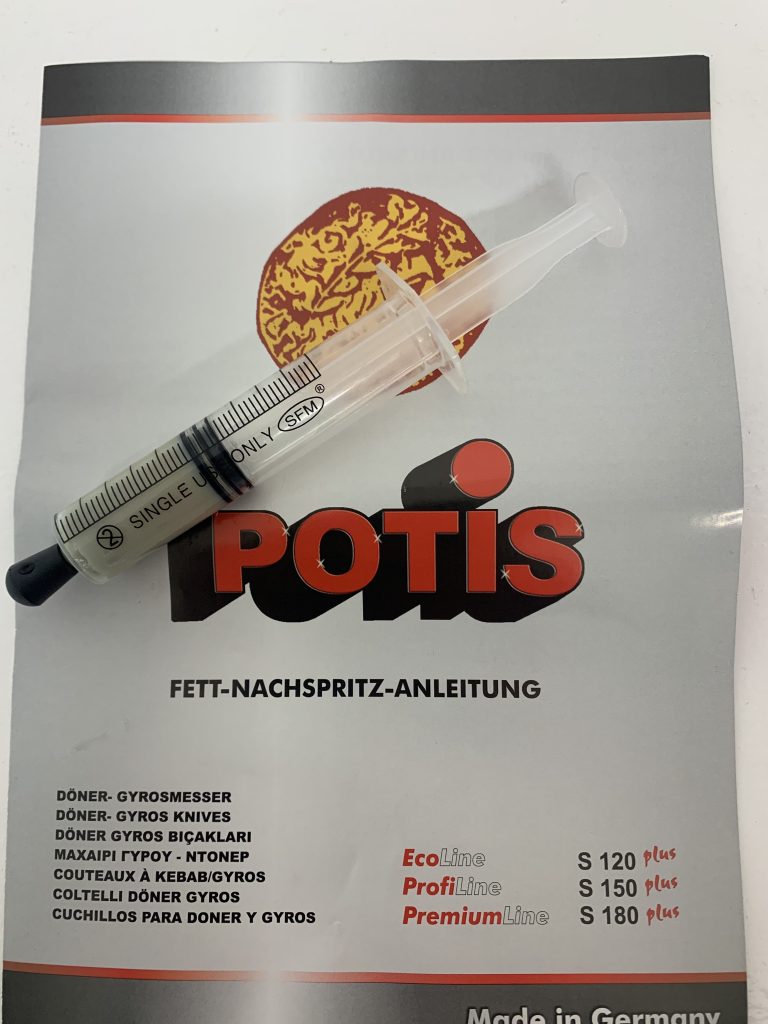 SINGLE USE ONLY SFM®
2
POTIS
FETT-NACHSPRITZ-ANLEITUNG
DÖNER- GYROSMESSER
DÖNER- GYROS KNIVES
DÖNER GYROS BIÇAKLARI
ΜΑΧΑΙΡΙ ΓΥΡΟΥ - ΝΤΟΝΕΡ
COUTEAUX À KEBAB/GYROS
COLTELLI DÖNER GYROS
CUCHILLOS PARA DONER Y GYROS
EcoLine S 120 plus
ProfiLine S 150 plus
PremiumLine S 180 plus
Made in Germany